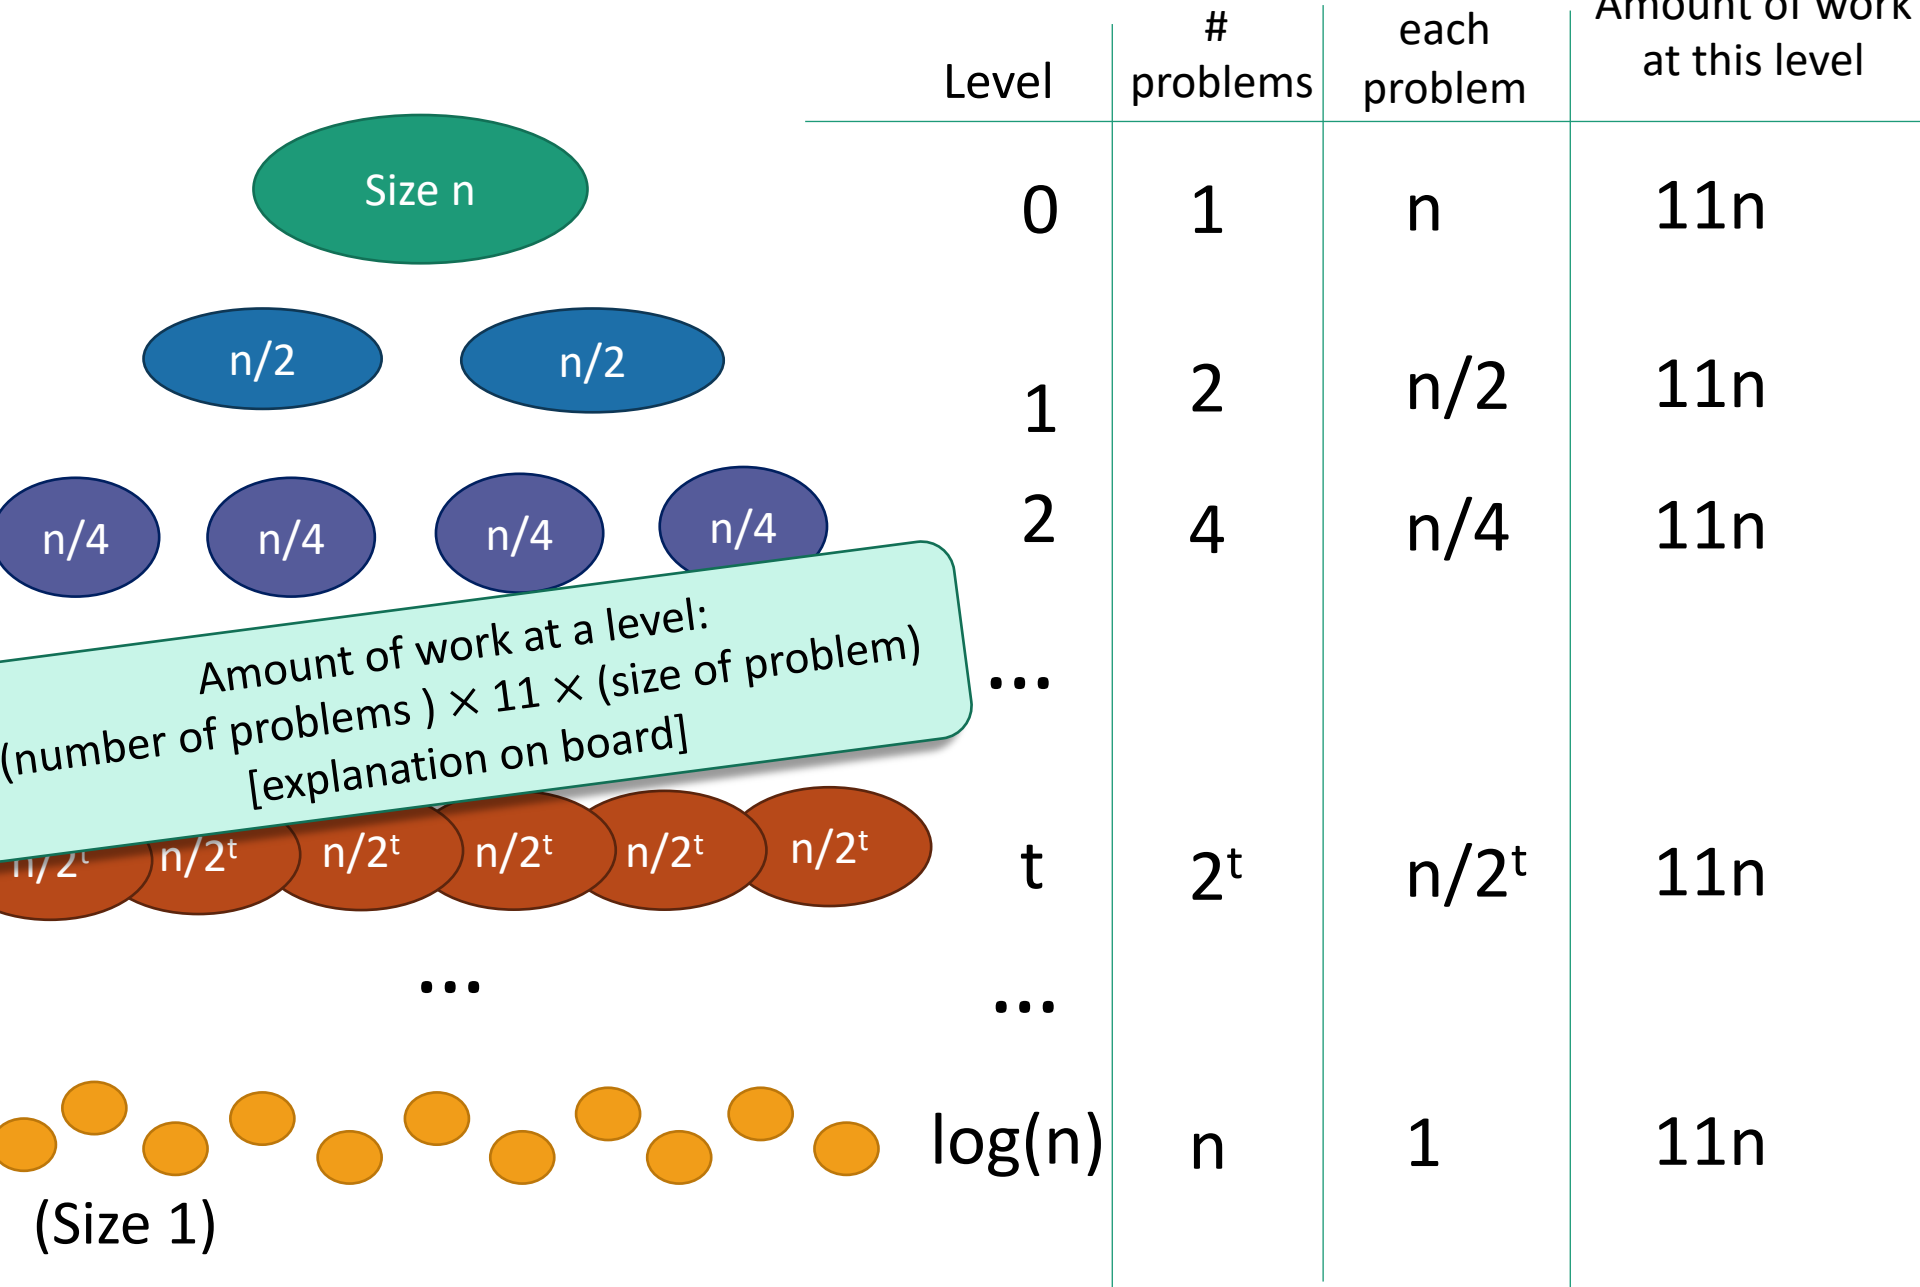 Level
#
problems
each
problem
Amount of work
at this level
Size n
0
1
n
11n
n/2
n/2
1
2
n/2
11n
n/4
n/4
n/4
n/4
2
4
n/4
11n
Amount of work at a level:
(number of problems ) × 11 × (size of problem)
[explanation on board]
...
n/2ᵗ
n/2ᵗ
n/2ᵗ
n/2ᵗ
n/2ᵗ
n/2ᵗ
t
2ᵗ
n/2ᵗ
11n
...
...
log(n)
n
1
11n
(Size 1)